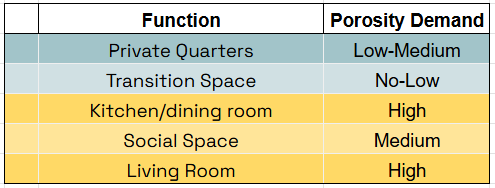 Function Porosity Demand
Private Quarters Low-Medium
Transition Space No-Low
Kitchen/dining room High
Social Space Medium
Living Room High